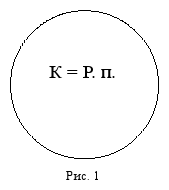 К = Р. п.
Рис. 1